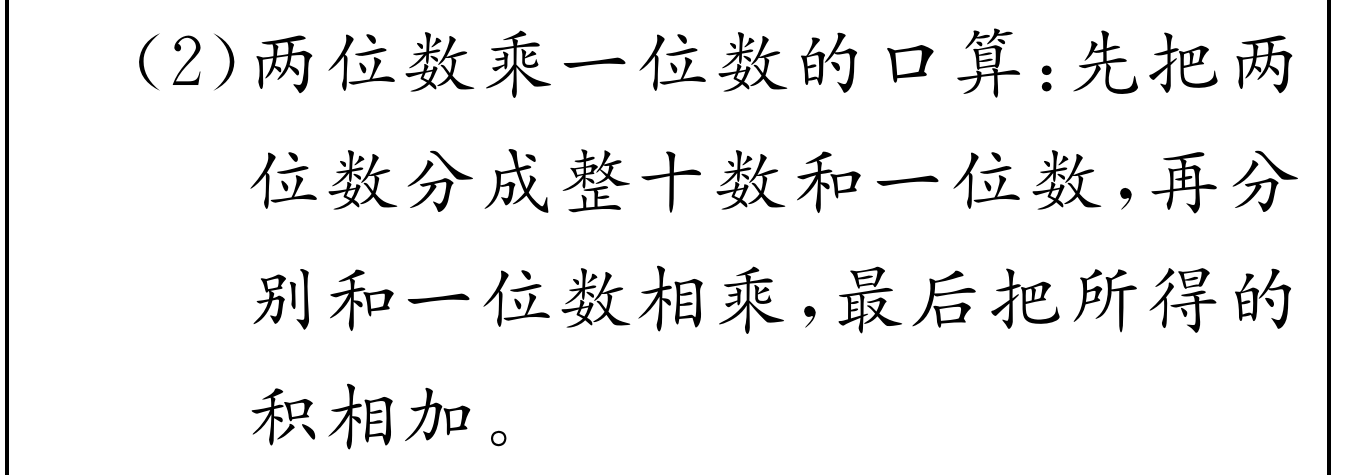 (2)两位数乘一位数的口算:先把两
位数分成整十数和一位数,再分
别和一位数相乘,最后把所得的
积相加。